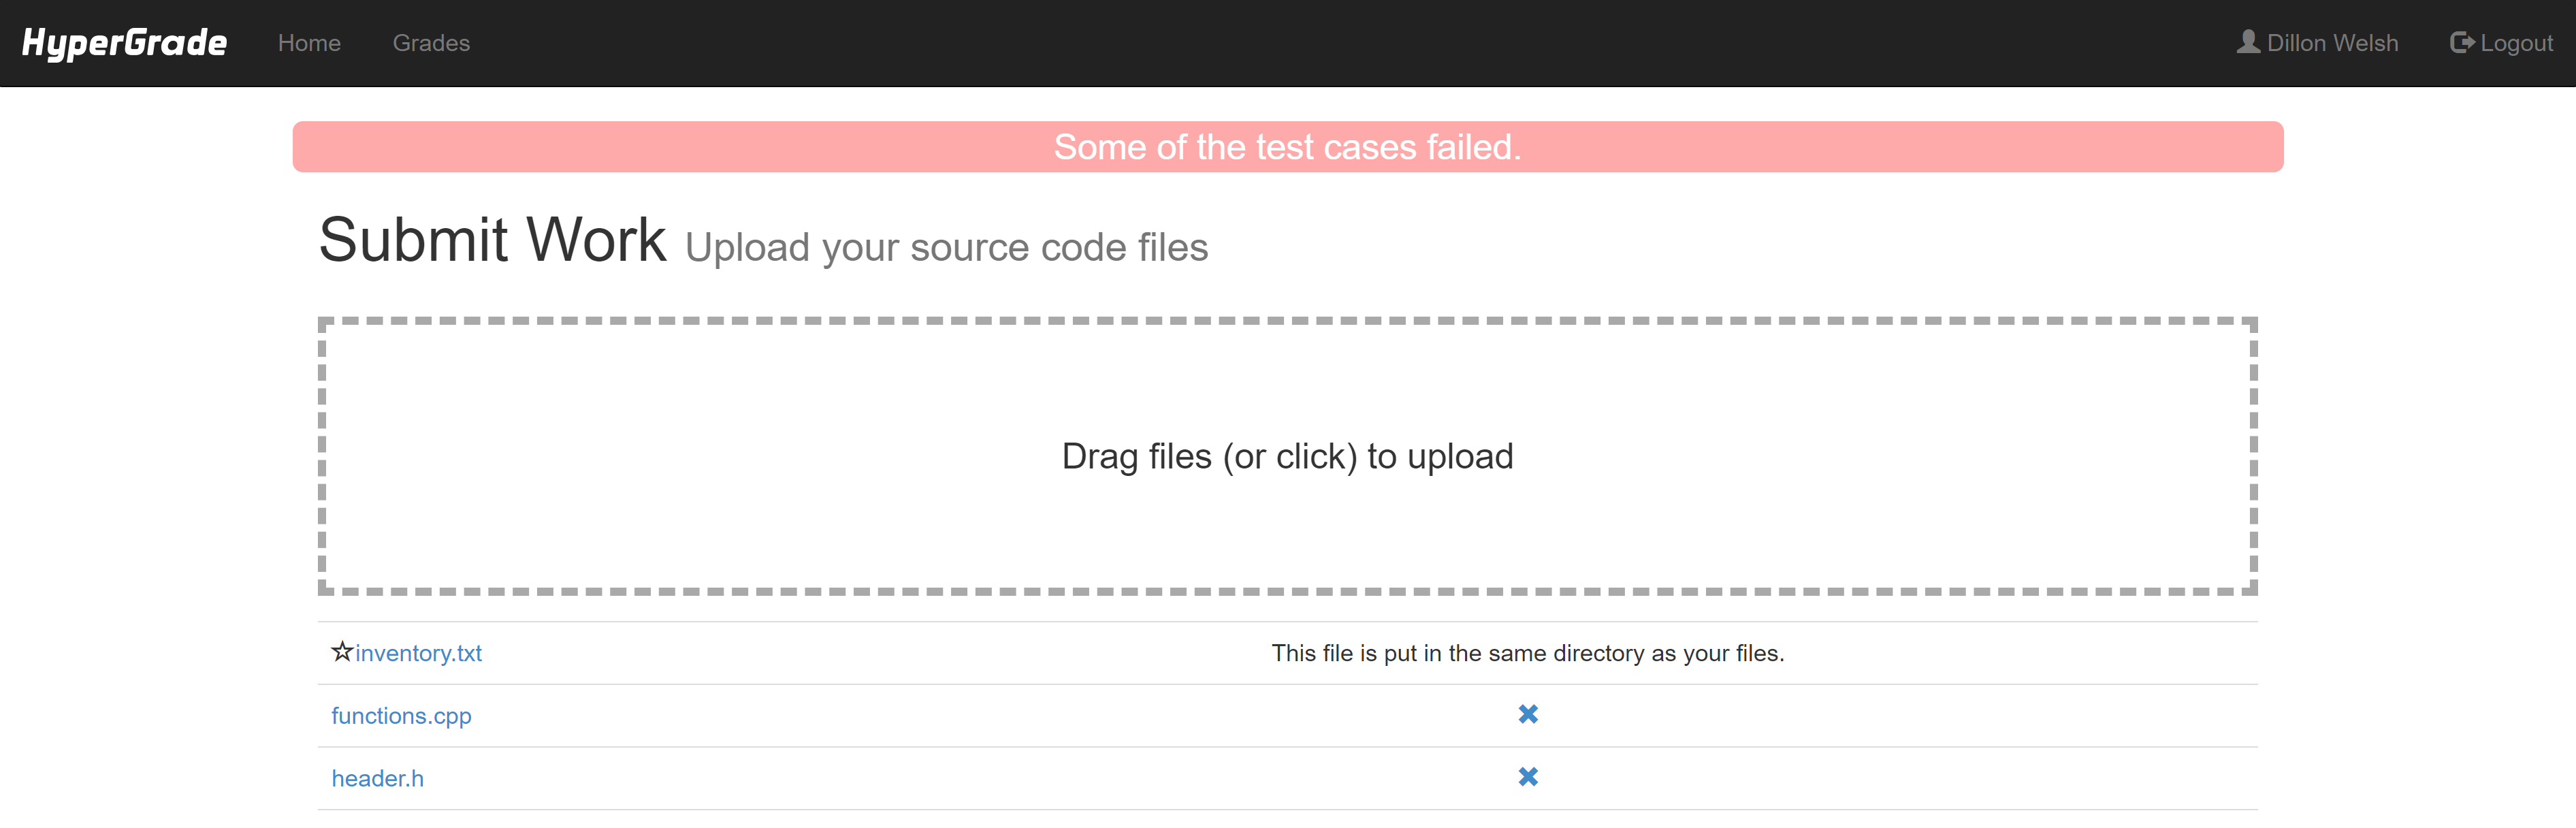 HyperGrade Home Grades Dillon Welsh Logout
Some of the test cases failed.
Submit Work Upload your source code files
Drag files (or click) to upload
inventory.txt This file is put in the same directory as your files.
functions.cpp
header.h